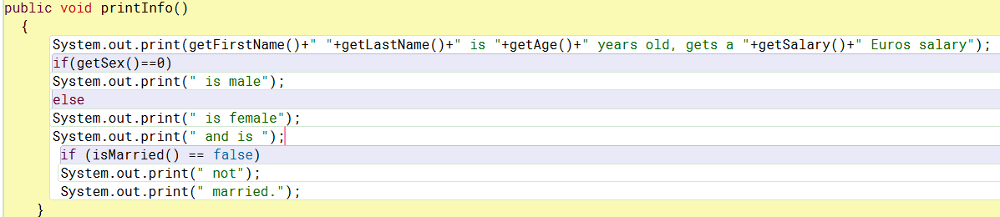 public void printInfo()
{
System.out.print(getFirstName()+" "+getLastName()+" is "+getAge()+" years old, gets a "+getSalary()+" Euros salary");
if(getSex()==0)
System.out.print(" is male");
else
System.out.print(" is female");
System.out.print(" and is ");
if (isMarried() == false)
System.out.print(" not");
System.out.print(" married.");
}